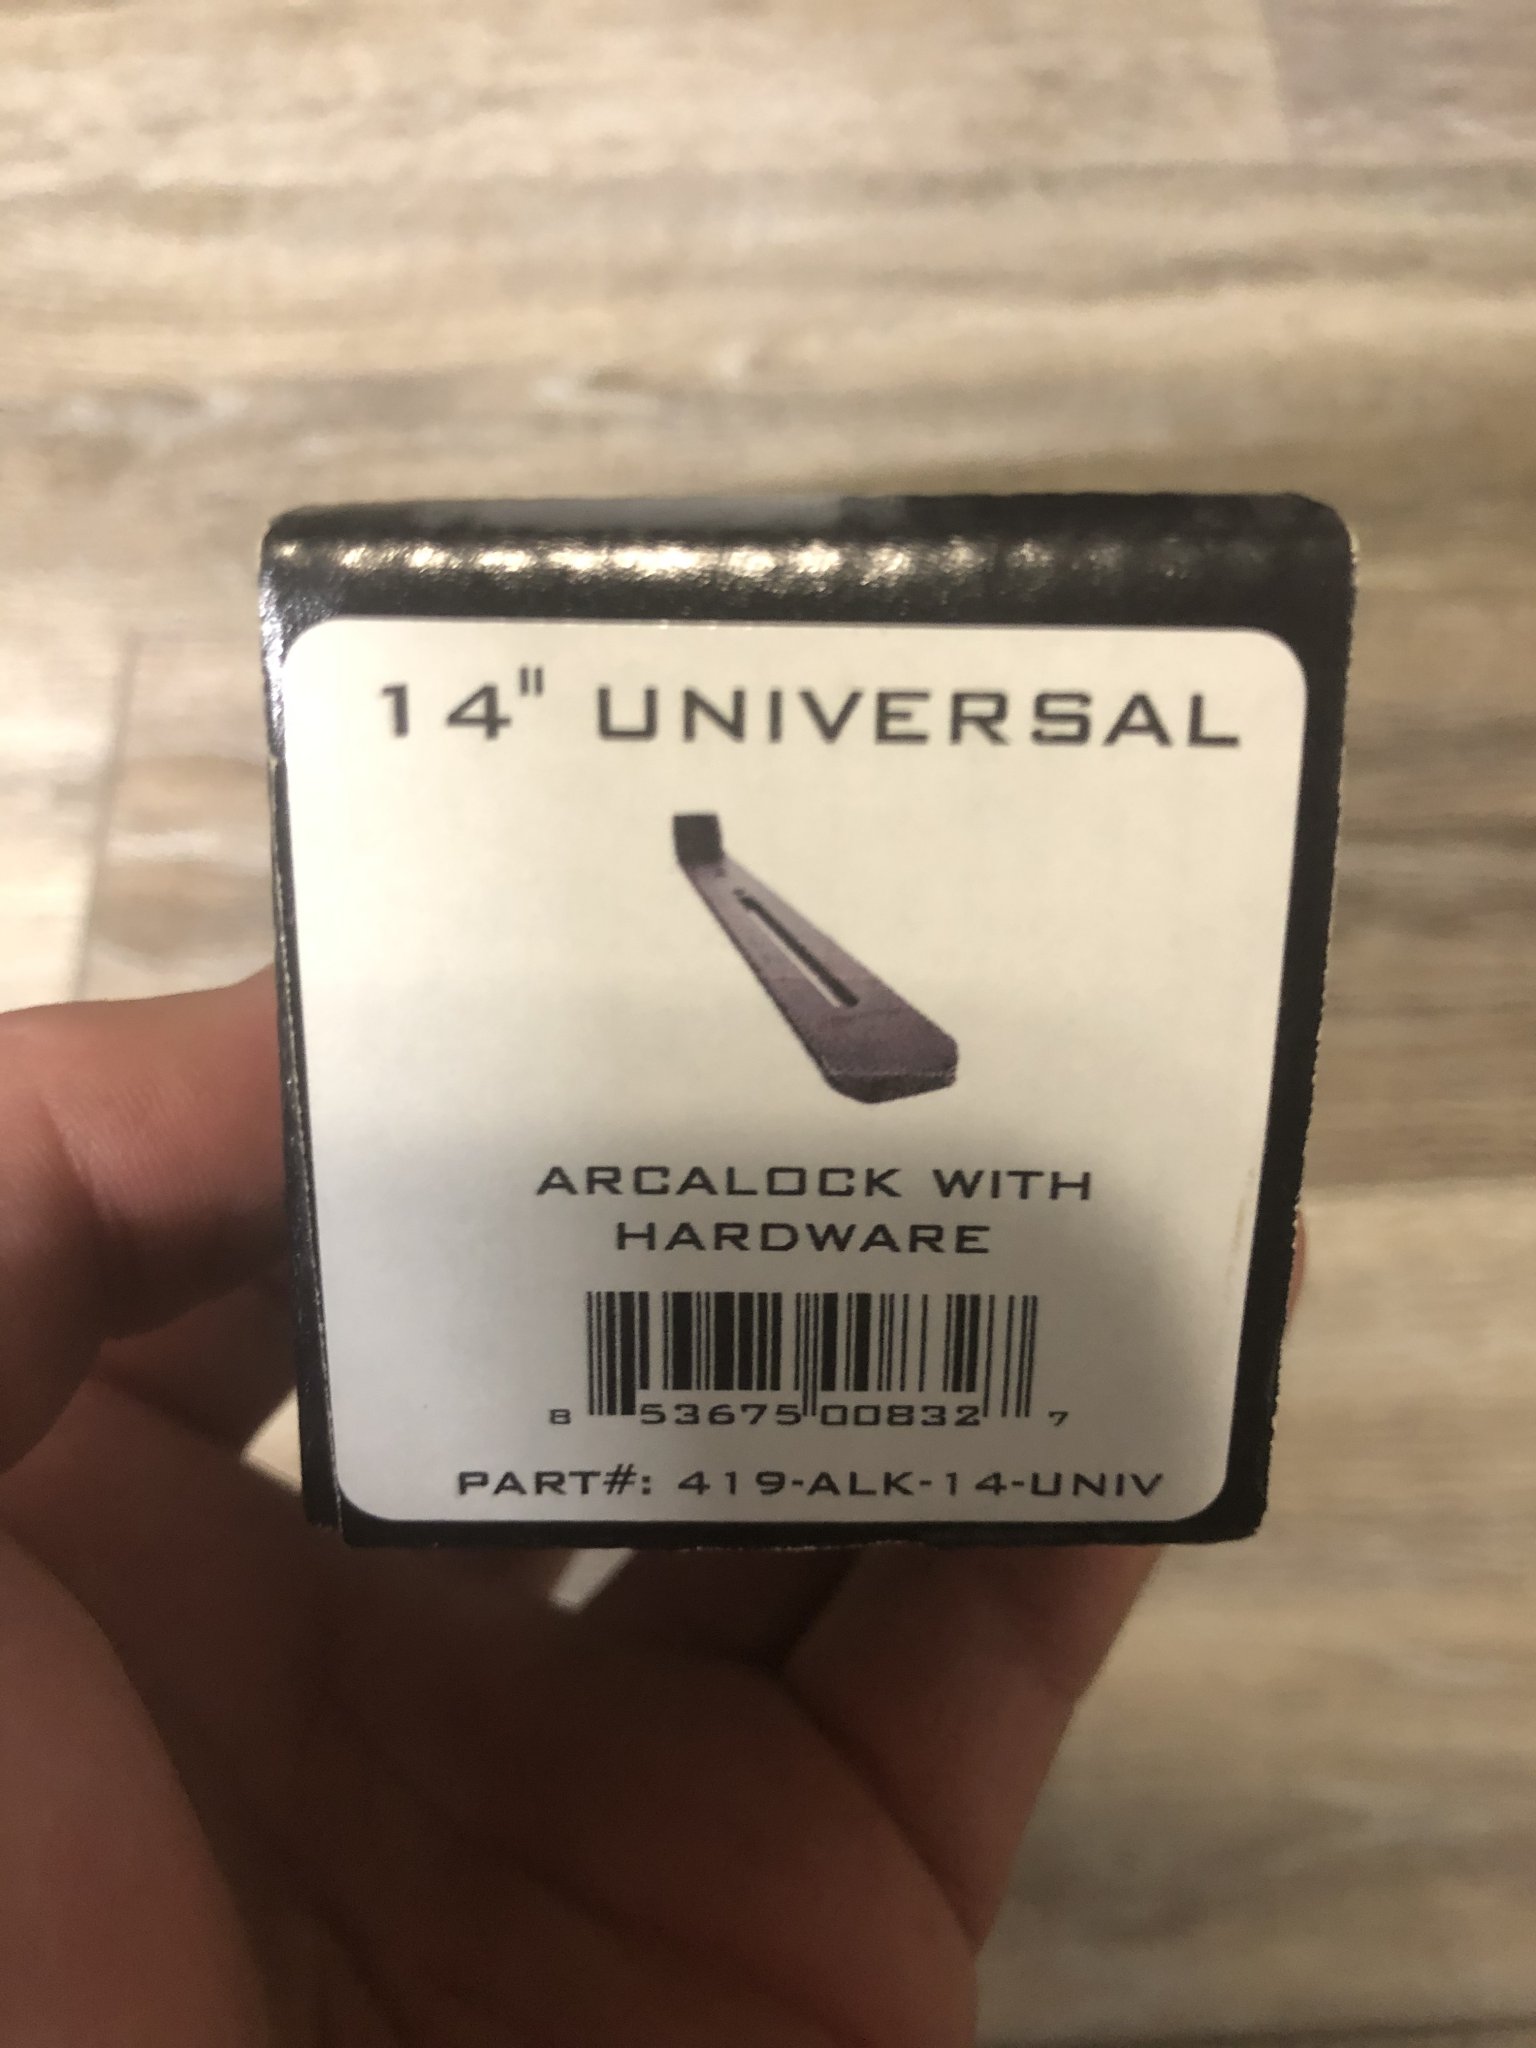 14" UNIVERSAL
ARCALOCK WITH
HARDWARE
8 53675 00832 7
PART#: 419-ALK-14-UNIV